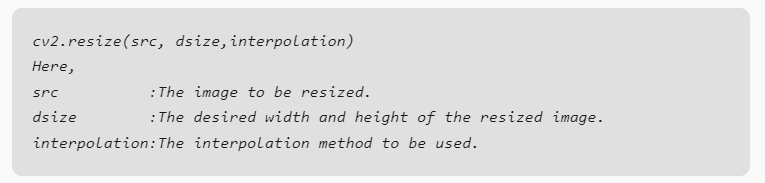 cv2.resize(src, dsize,interpolation)
Here,
src          :The image to be resized.
dsize        :The desired width and height of the resized image.
interpolation:The interpolation method to be used.